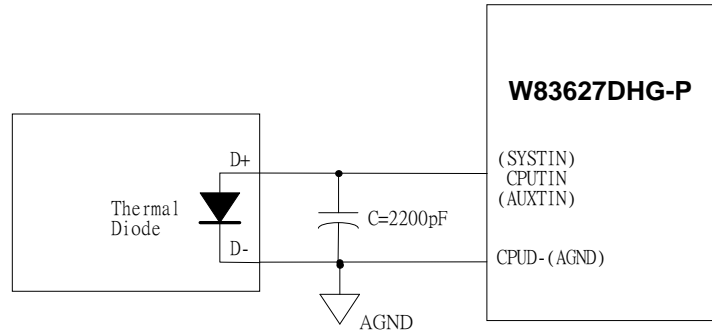 W83627DHG-P
D+
(SYSTIN)
CPUTIN
(AUXTIN)
Thermal
Diode
C=2200pF
D-
CPUD-(AGND)
AGND